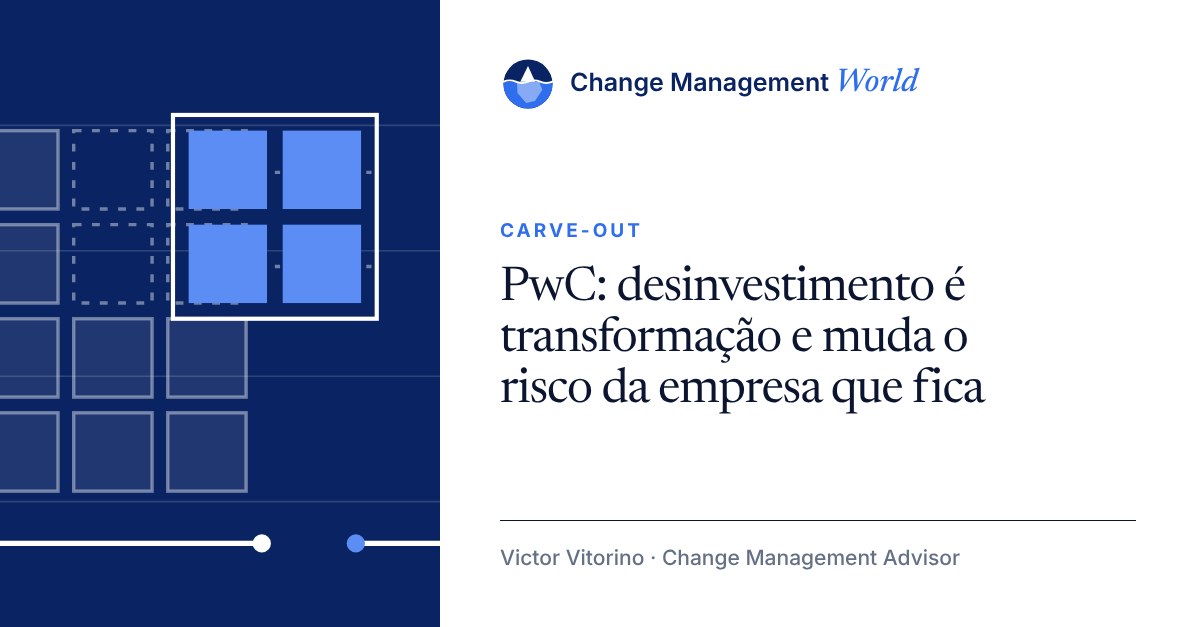 Change Management World
CARVE-OUT
PwC: desinvestimento é
transformação e muda o
risco da empresa que fica
Victor Vitorino · Change Management Advisor